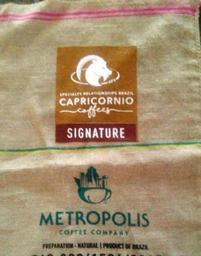 SPECIALTY RELATIONSHIPS BRAZIL
CAPRICORNIO
coffees
SIGNATURE
METROPOLIS
COFFEE COMPANY
PREPARATION - NATURAL | PRODUCT OF BRAZIL